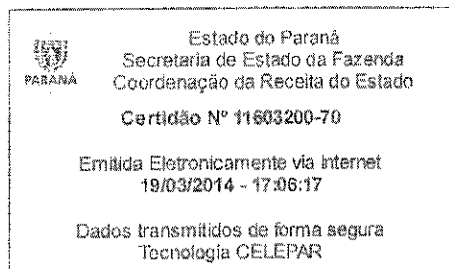 Estado do Paraná
Secretaria de Estado da Fazenda
PARANÁ
Coordenação da Receita do Estado
Certidão Nº 11603200-70
Emitida Eletronicamente via Internet
19/03/2014 - 17:06:17
Dados transmitidos de forma segura
Tecnologia CELEPAR